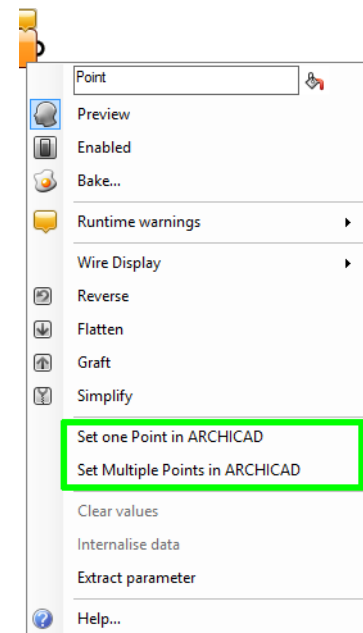 Point
Preview
Enabled
Bake...
Runtime warnings
Wire Display
Reverse
Flatten
Graft
Simplify
Set one Point in ARCHICAD
Set Multiple Points in ARCHICAD
Clear values
Internalise data
Extract parameter
Help...